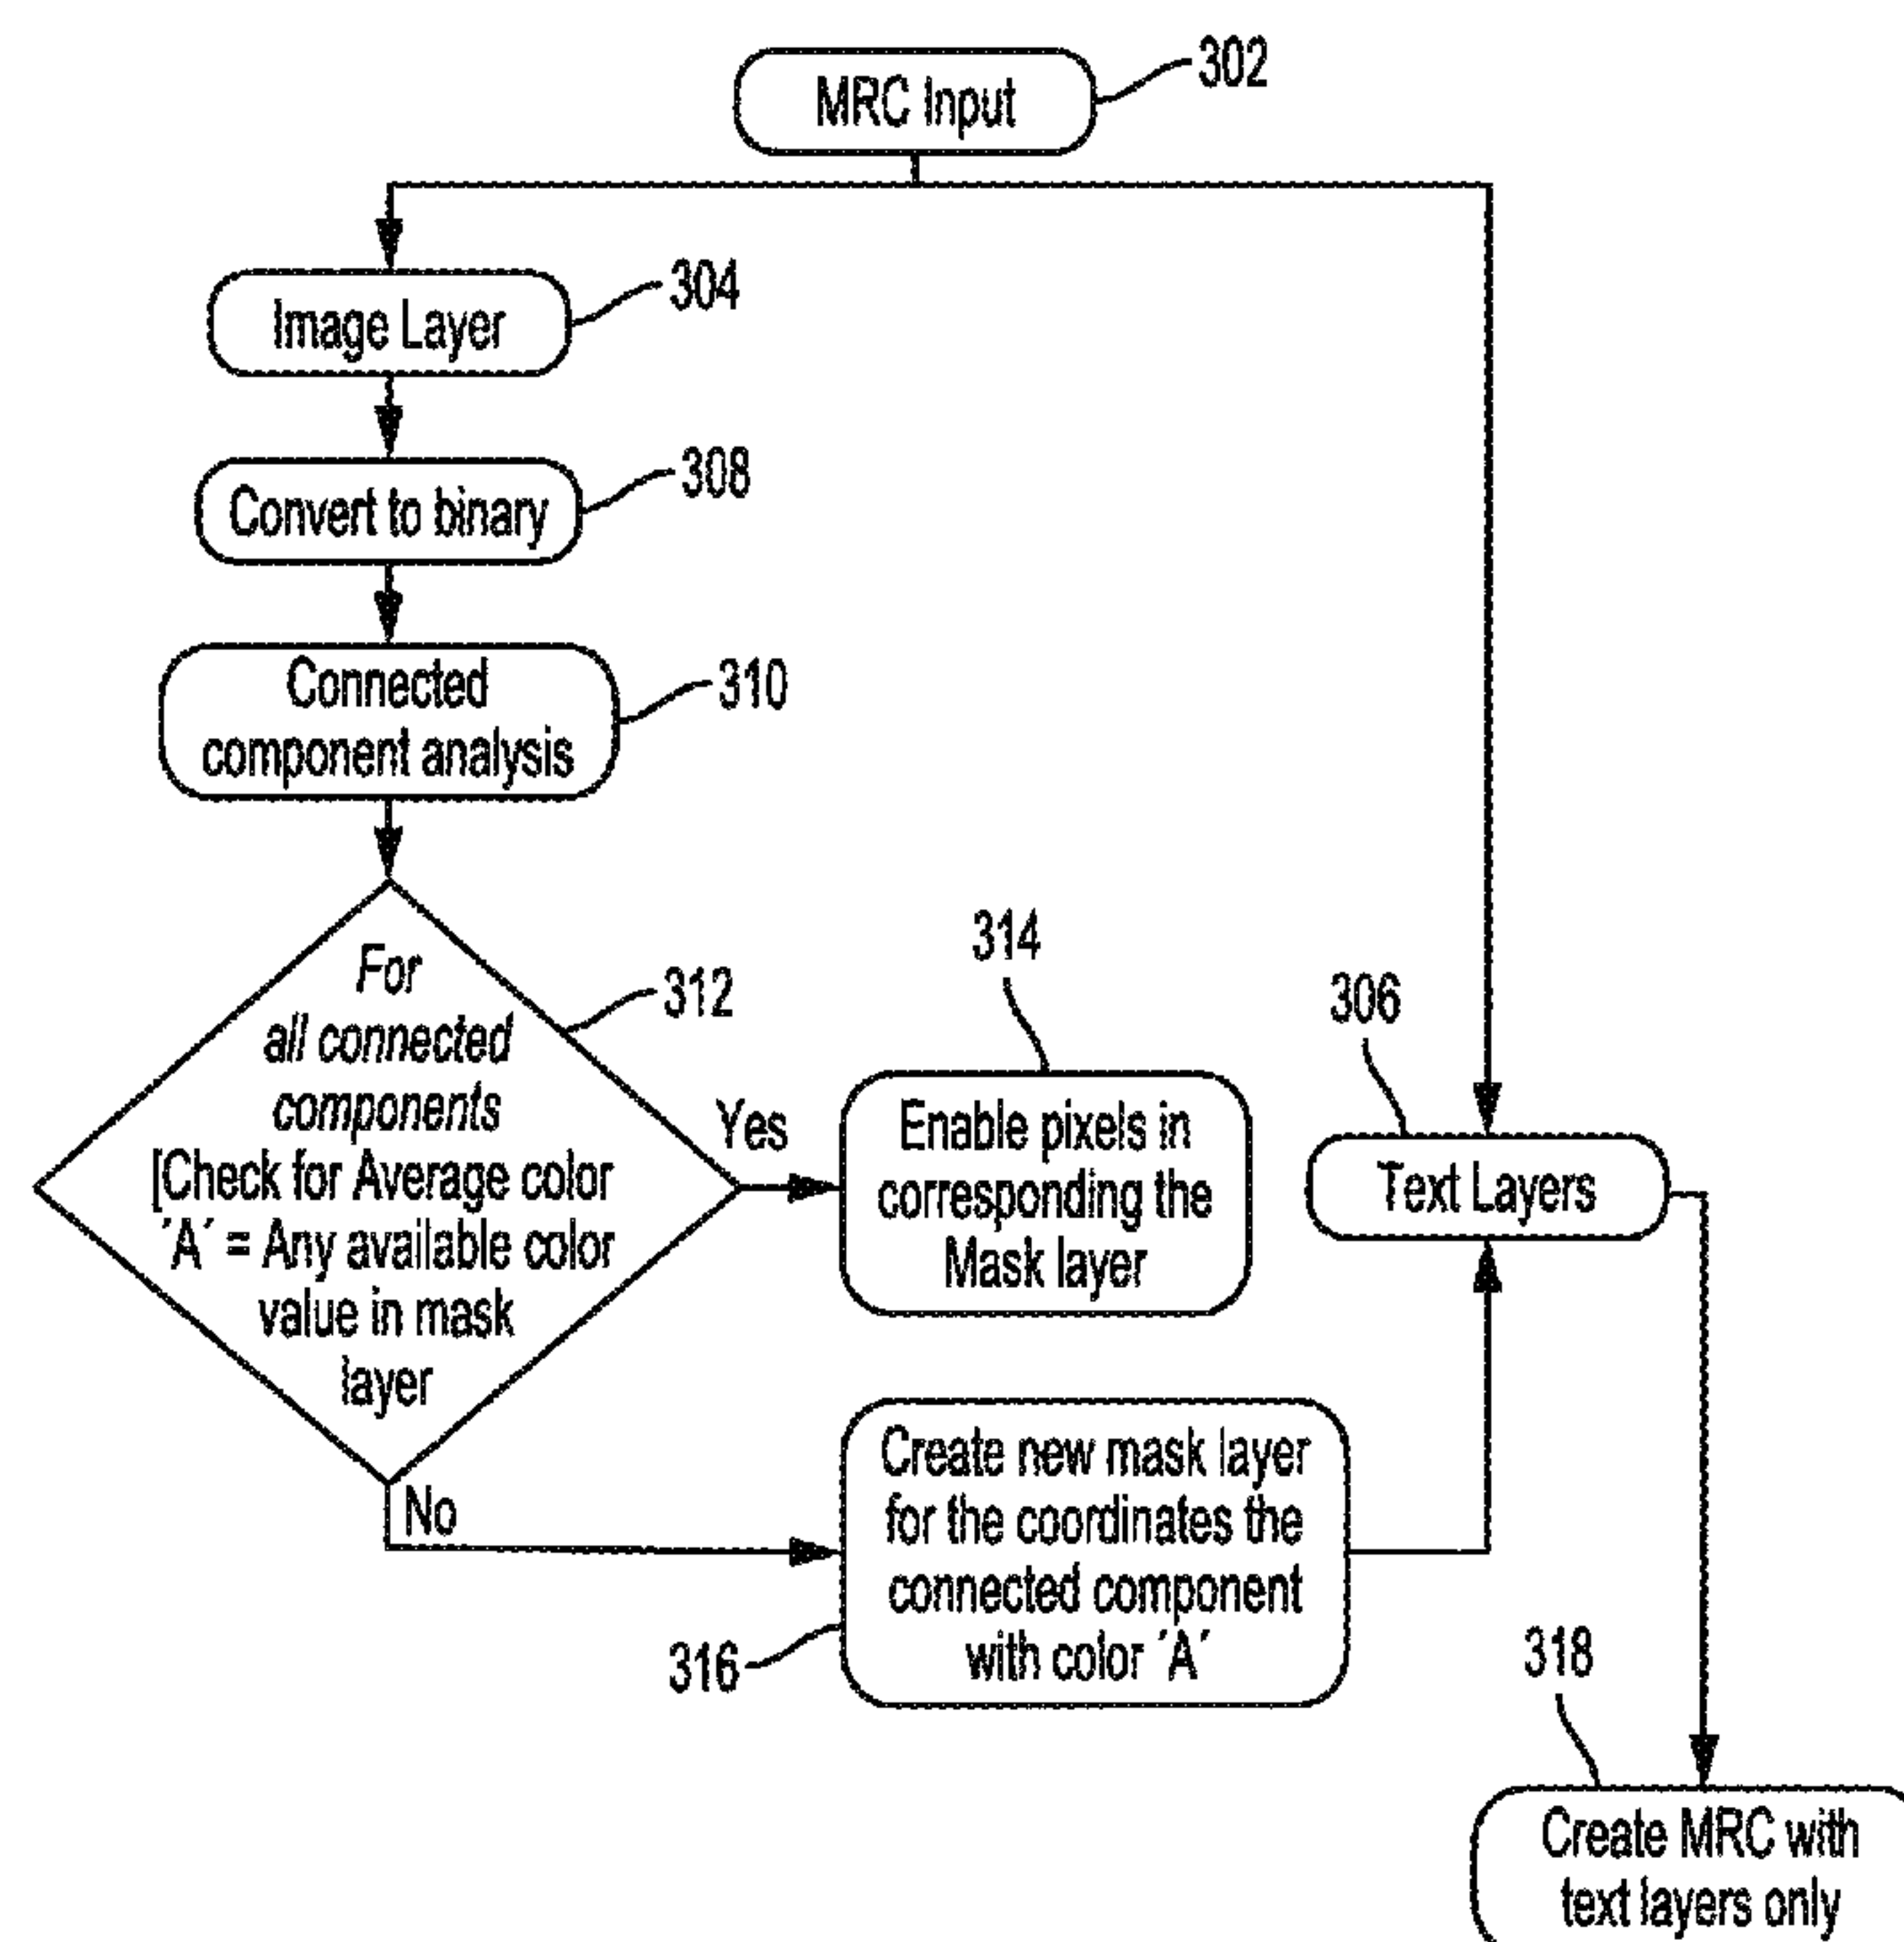 MRC Input
302
Image Layer
304
Convert to binary
308
Connected
component analysis
310
For
all connected
components
[Check for Average color
'A' = Any available color
value in mask
layer
312
Yes
314
Enable pixels in
corresponding the
Mask layer
306
Text Layers
No
Create new mask layer
for the coordinates the
connected component
with color 'A'
316
318
Create MRC with
text layers only